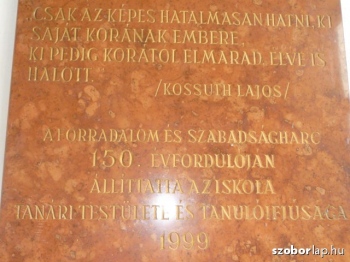 „CSAK AZ KÉPES HATALMASAN HATNI, KI
SAJÁT KORÁNAK EMBERE,
KI PEDIG KORÁTÓL ELMARAD, ÉLVE IS
HALOTT."
/KOSSUTH LAJOS/
A FORRADALOM ÉS SZABADSÁGHARC
150. ÉVFORDULÓJÁN
ÁLLÍTTATTA AZ ISKOLA
TANÁRI TESTÜLETE ÉS TANULÓIFJÚSÁGA
1999
szoborlap.hu